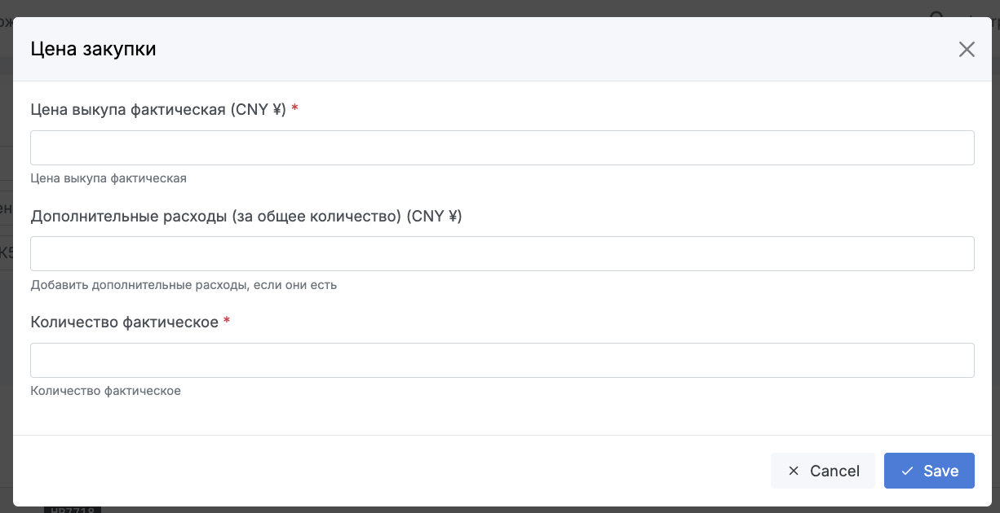 Цена закупки
Цена выкупа фактическая (CNY ¥) *
Цена выкупа фактическая
Дополнительные расходы (за общее количество) (CNY ¥)
Добавить дополнительные расходы, если они есть
Количество фактическое *
Количество фактическое
Cancel
Save